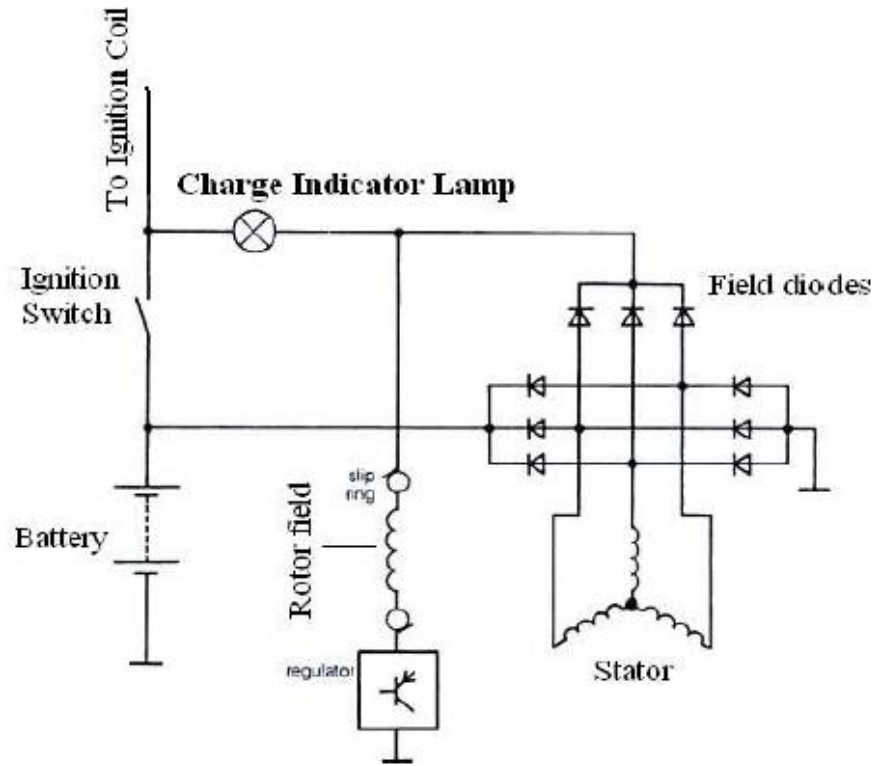 To Ignition Coil
Charge Indicator Lamp
Ignition
Switch
Field diodes
slip
ring
Battery
Rotor field
regulator
Stator